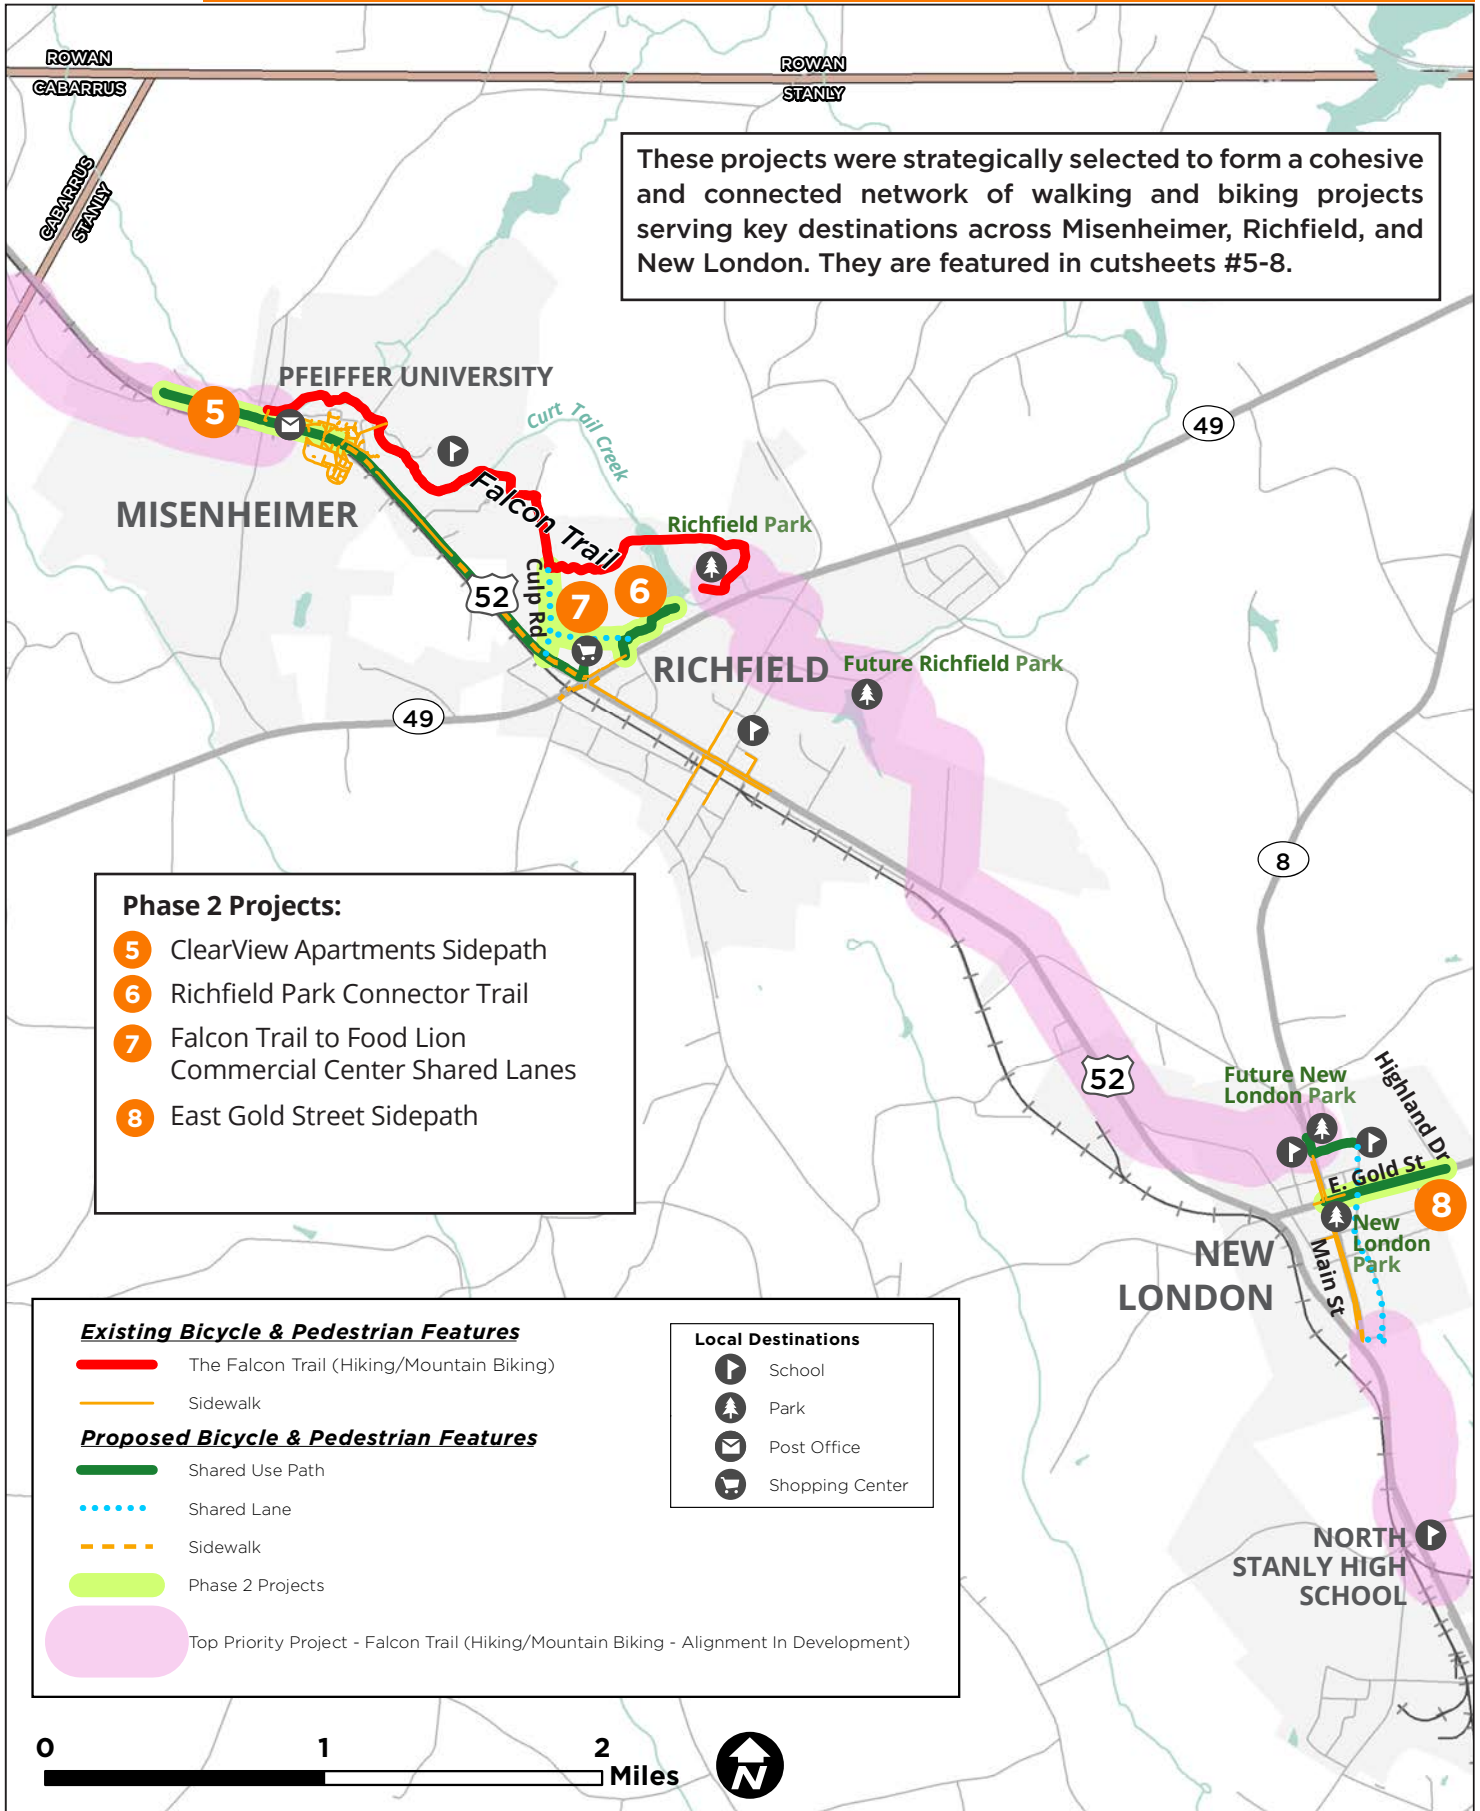 ROWAN
CABARRUS
ROWAN
STANLY
CABARRUS
STANLY
These projects were strategically selected to form a cohesive
and connected network of walking and biking projects
serving key destinations across Misenheimer, Richfield, and
New London. They are featured in cutsheets #5-8.
PFEIFFER UNIVERSITY
5
Curt Tail Creek
49
MISENHEIMER
Falcon Trail
Richfield Park
Culp Rd
52
7
6
RICHFIELD
Future Richfield Park
49
8
Phase 2 Projects:
5 ClearView Apartments Sidepath
6 Richfield Park Connector Trail
7 Falcon Trail to Food Lion
Commercial Center Shared Lanes
8 East Gold Street Sidepath
52
Future New
London Park
Highland Dr
E. Gold St
8
New
London
Park
Main St
NEW
LONDON
NORTH
STANLY HIGH
SCHOOL
Existing Bicycle & Pedestrian Features
The Falcon Trail (Hiking/Mountain Biking)
Sidewalk
Proposed Bicycle & Pedestrian Features
Shared Use Path
Shared Lane
Sidewalk
Phase 2 Projects
Top Priority Project - Falcon Trail (Hiking/Mountain Biking - Alignment In Development)
Local Destinations
School
Park
Post Office
Shopping Center
0 1 2
Miles
N